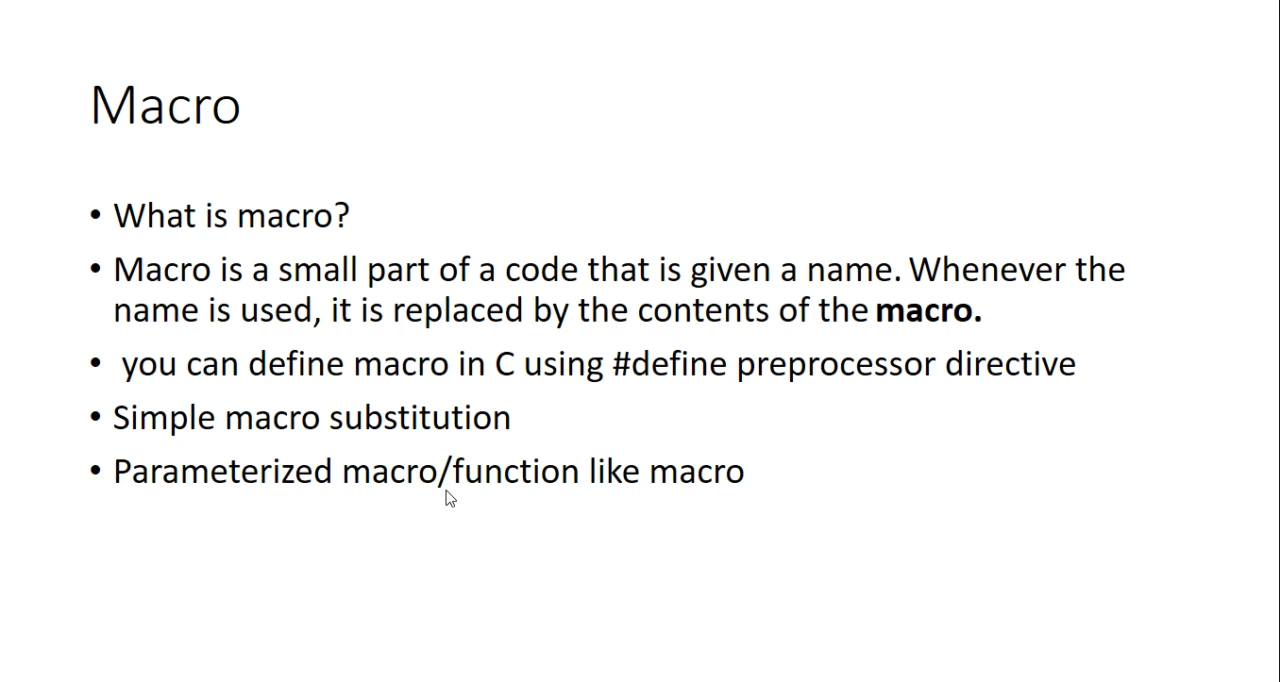 Macro
• What is macro?
• Macro is a small part of a code that is given a name. Whenever the
name is used, it is replaced by the contents of the macro.
• you can define macro in C using #define preprocessor directive
• Simple macro substitution
• Parameterized macro/function like macro